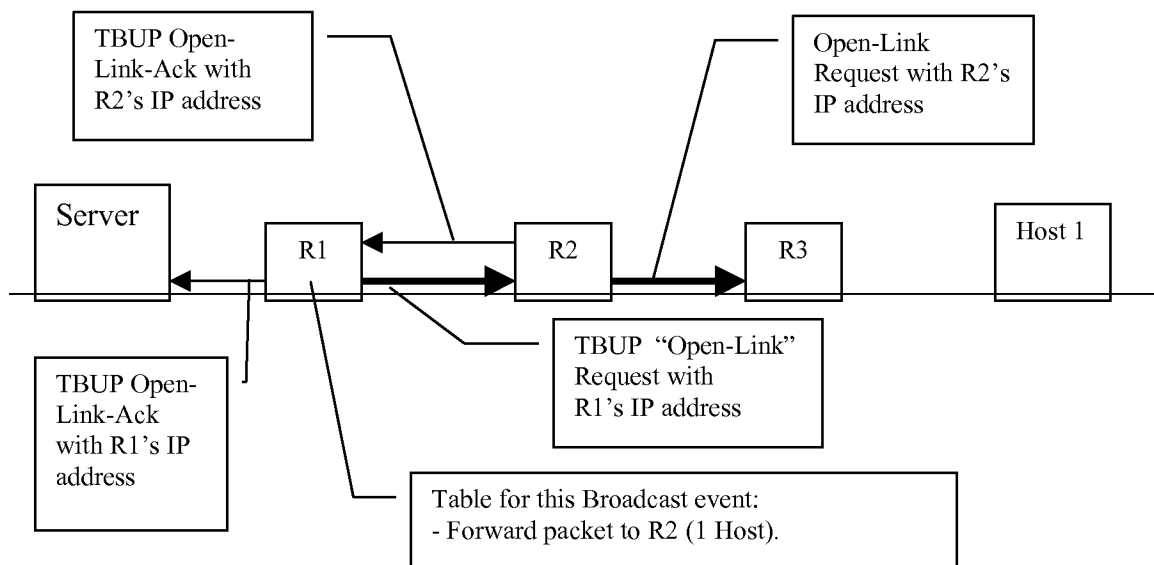 TBUP Open-
Link-Ack with
R2's IP address
Open-Link
Request with R2's
IP address
Server
R1
R2
R3
Host 1
TBUP Open-
Link-Ack
with R1's IP
address
TBUP “Open-Link”
Request with
R1's IP address
Table for this Broadcast event:
- Forward packet to R2 (1 Host).